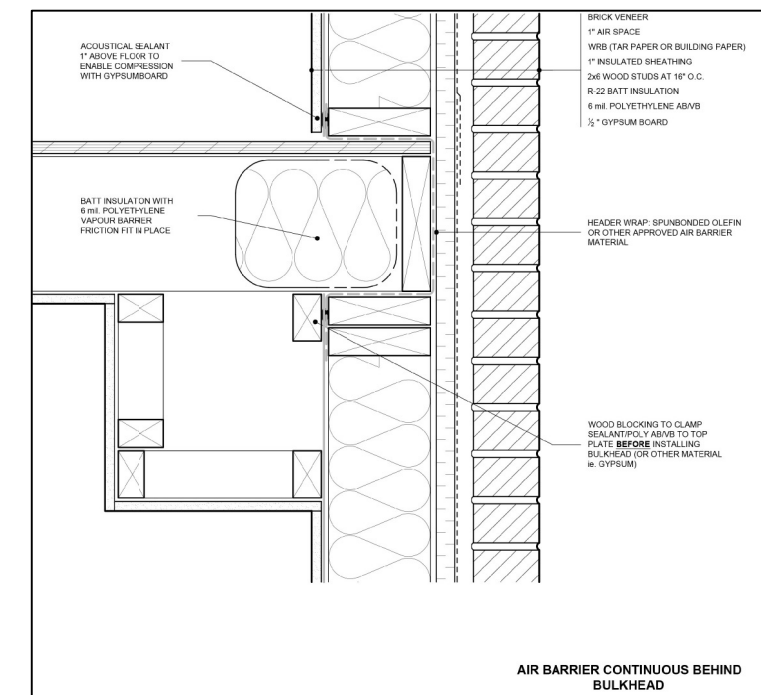 ACOUSTICAL SEALANT
1" ABOVE FLOOR TO
ENABLE COMPRESSION
WITH GYPSUMBOARD
BRICK VENEER
1" AIR SPACE
WRB (TAR PAPER OR BUILDING PAPER)
1" INSULATED SHEATHING
2x6 WOOD STUDS AT 16" O.C.
R-22 BATT INSULATION
6 mil. POLYETHYLENE AB/VB
½ " GYPSUM BOARD
BATT INSULATON WITH
6 mil. POLYETHYLENE
VAPOUR BARRER
FRICTION FIT IN PLACE
HEADER WRAP: SPUNBONDED OLEFIN
OR OTHER APPROVED AIR BARRIER
MATERIAL
WOOD BLOCKING TO CLAMP
SEALANT/POLY AB/VB TO TOP
PLATE BEFORE INSTALLING
BULKHEAD (OR OTHER MATERIAL
ie. GYPSUM)
AIR BARRIER CONTINUOUS BEHIND
BULKHEAD